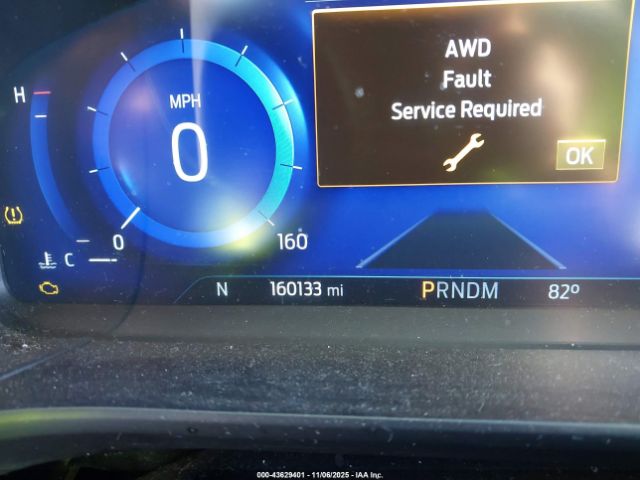 AWD
Fault
Service Required
OK
H
MPH
0
0
160
C
N 160133 mi PRNDM 82°
000-43629401 - 11/06/2025 - IAA Inc.